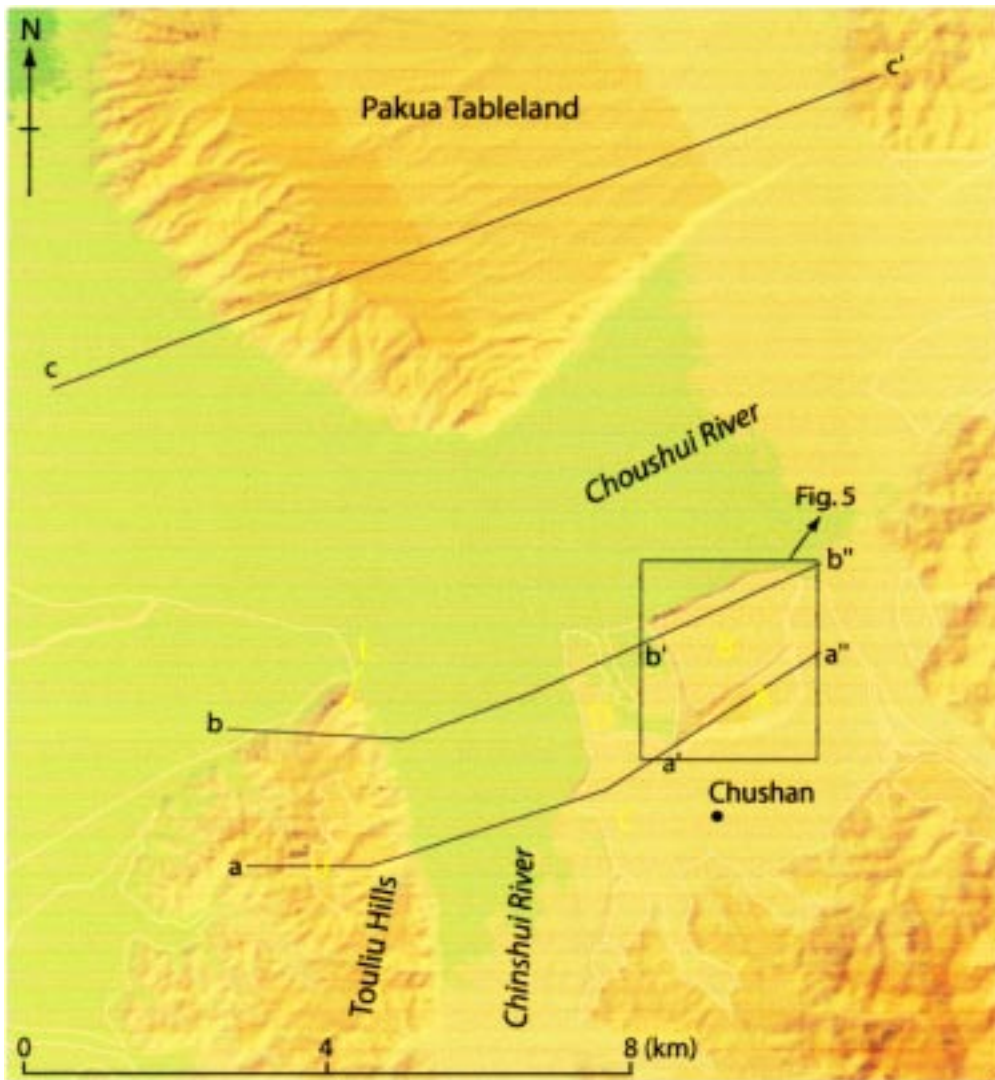 N
c'
Pakua Tableland
c
Choushui River
Fig. 5
b''
b'
a''
b
a'
Chushan
a
Touliu Hills
Chinshui River
0 4 8 (km)